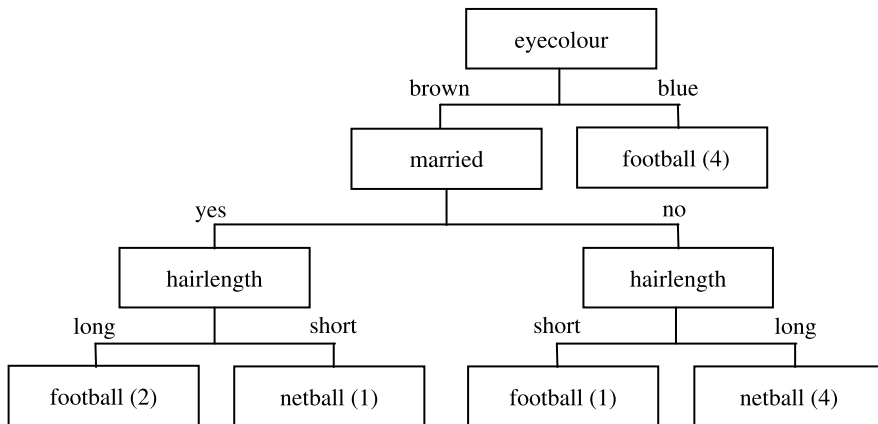 eyecolour
brown blue
married football (4)
yes no
hairlength hairlength
long short short long
football (2) netball (1) football (1) netball (4)